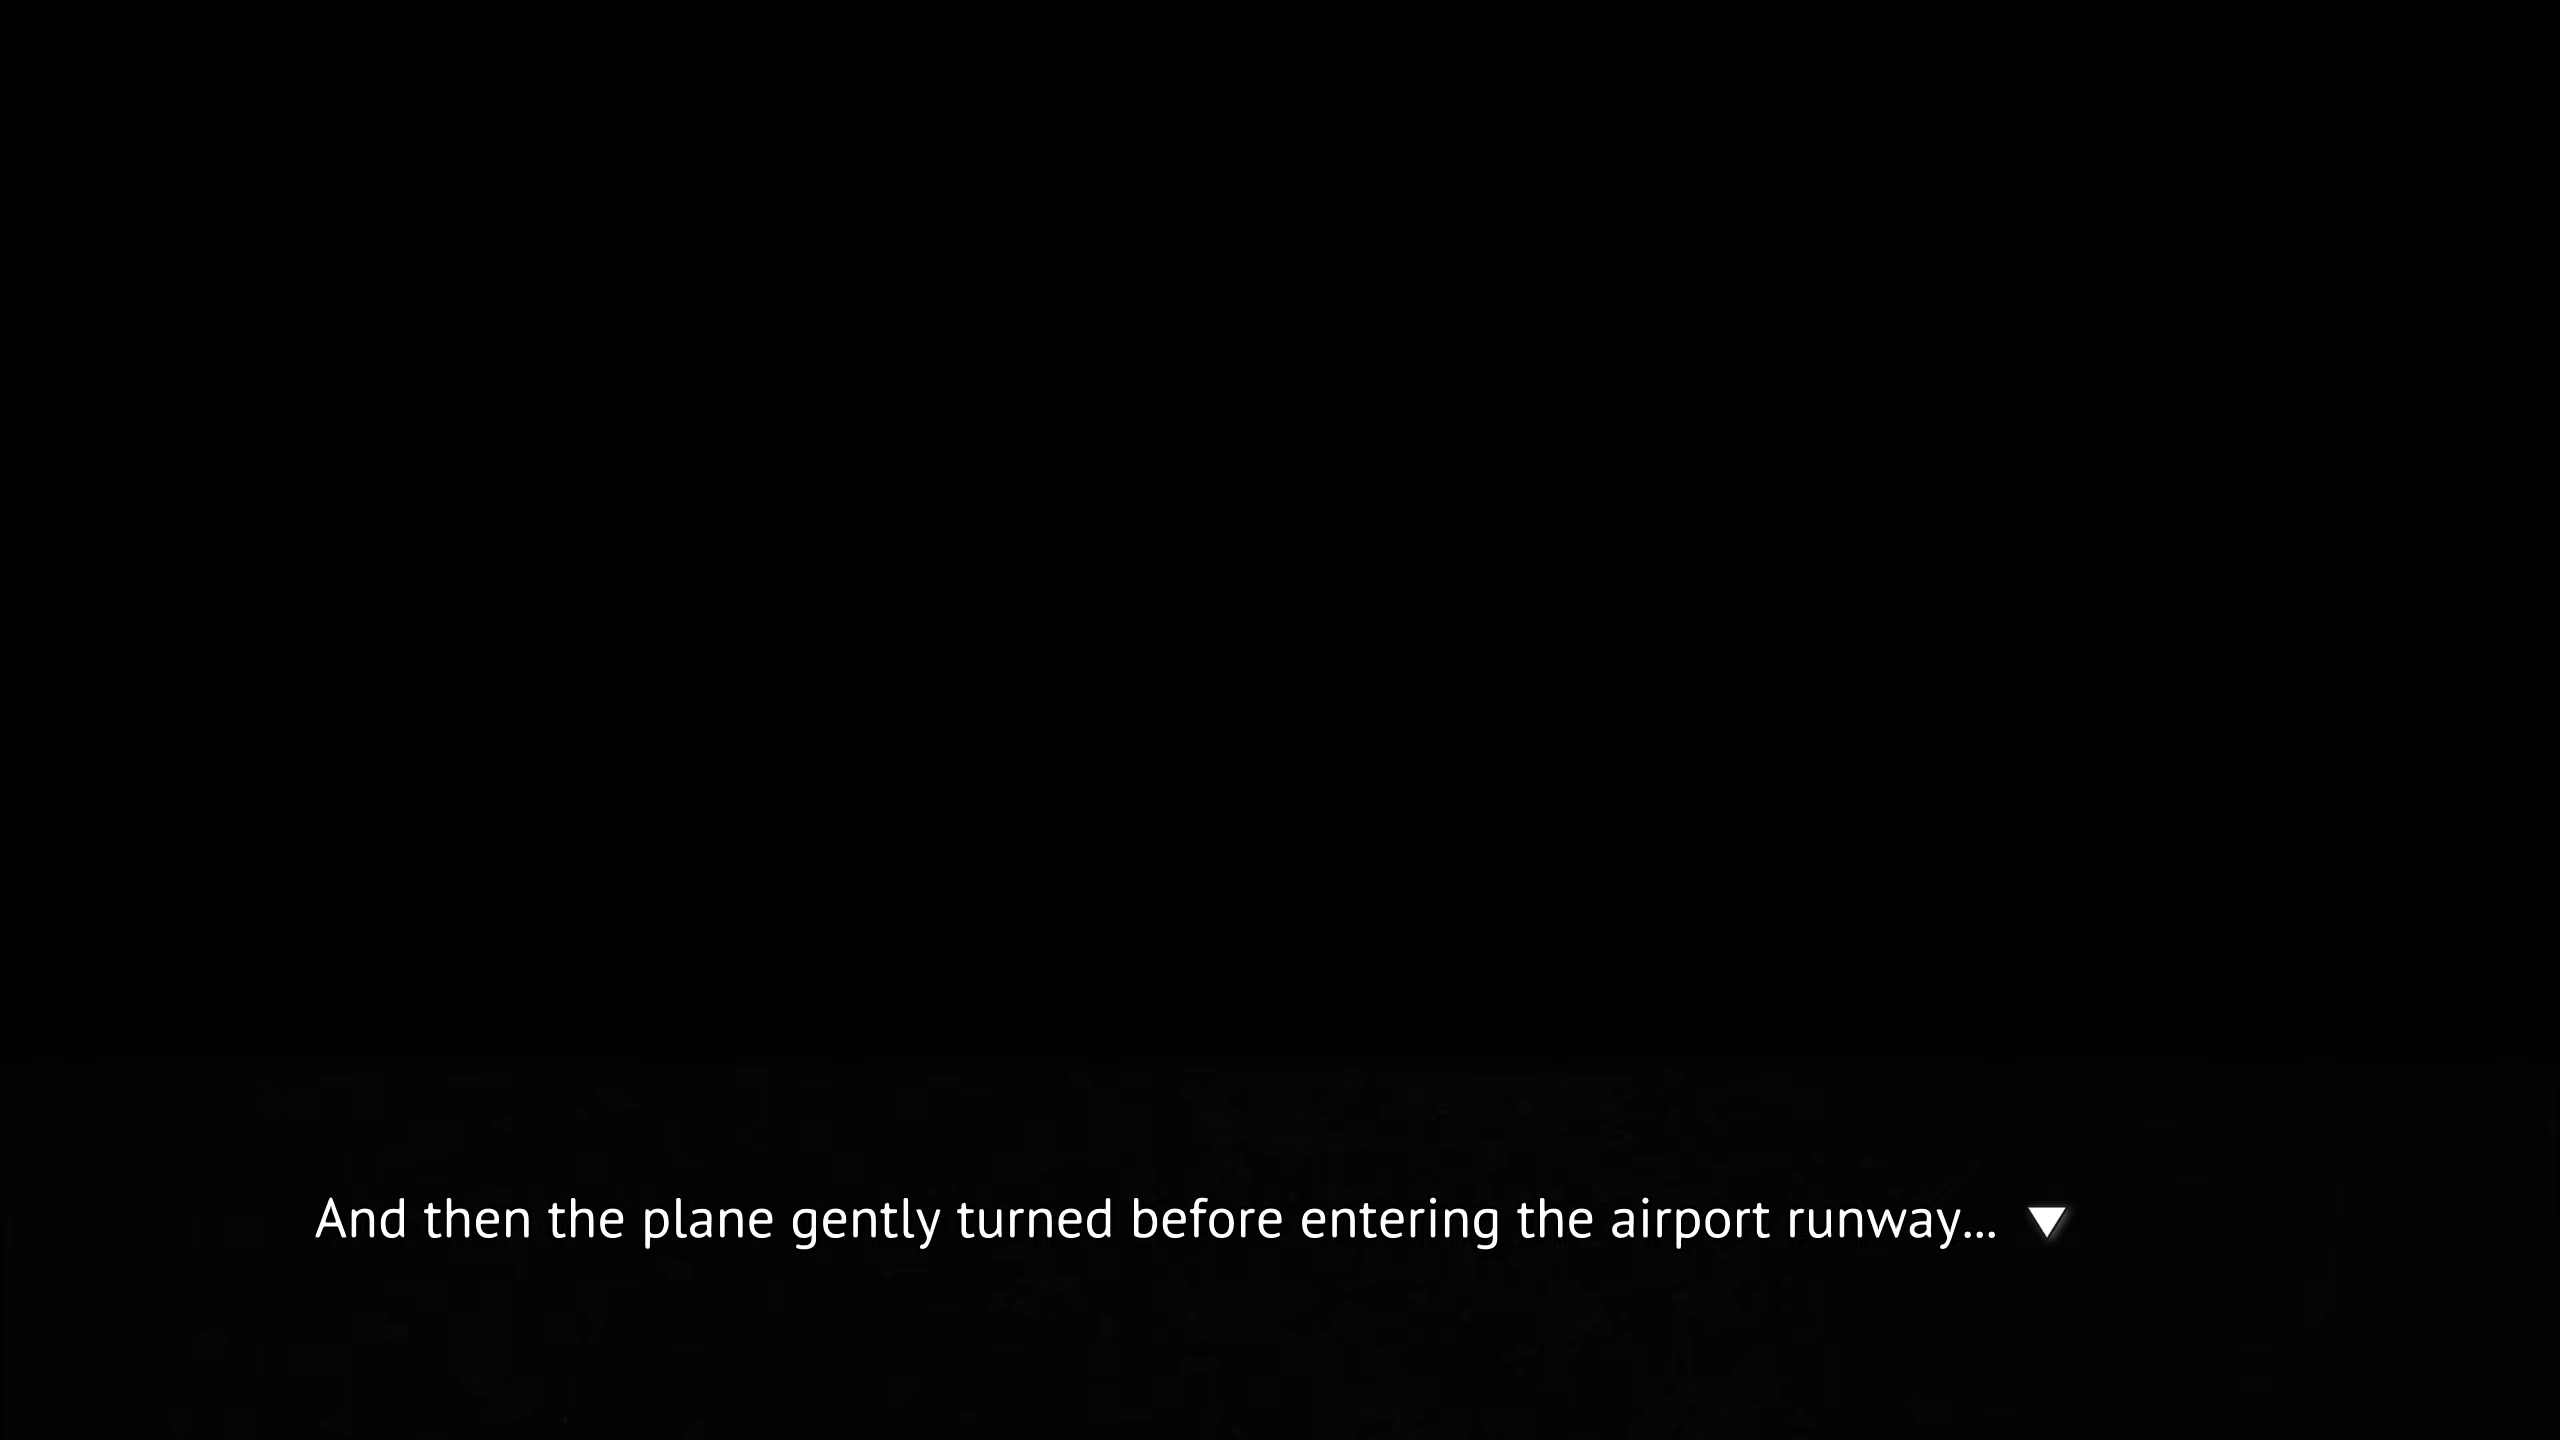 And then the plane gently turned before entering the airport runway...